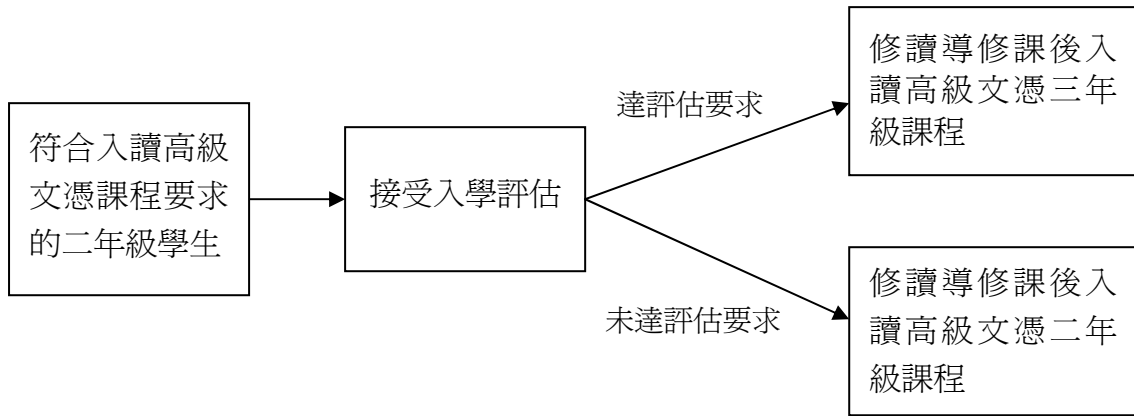 符合入讀高級
文憑課程要求
的二年級學生
接受入學評估
達評估要求
修讀導修課後入
讀高級文憑三年
級課程
未達評估要求
修讀導修課後入
讀高級文憑二年
級課程